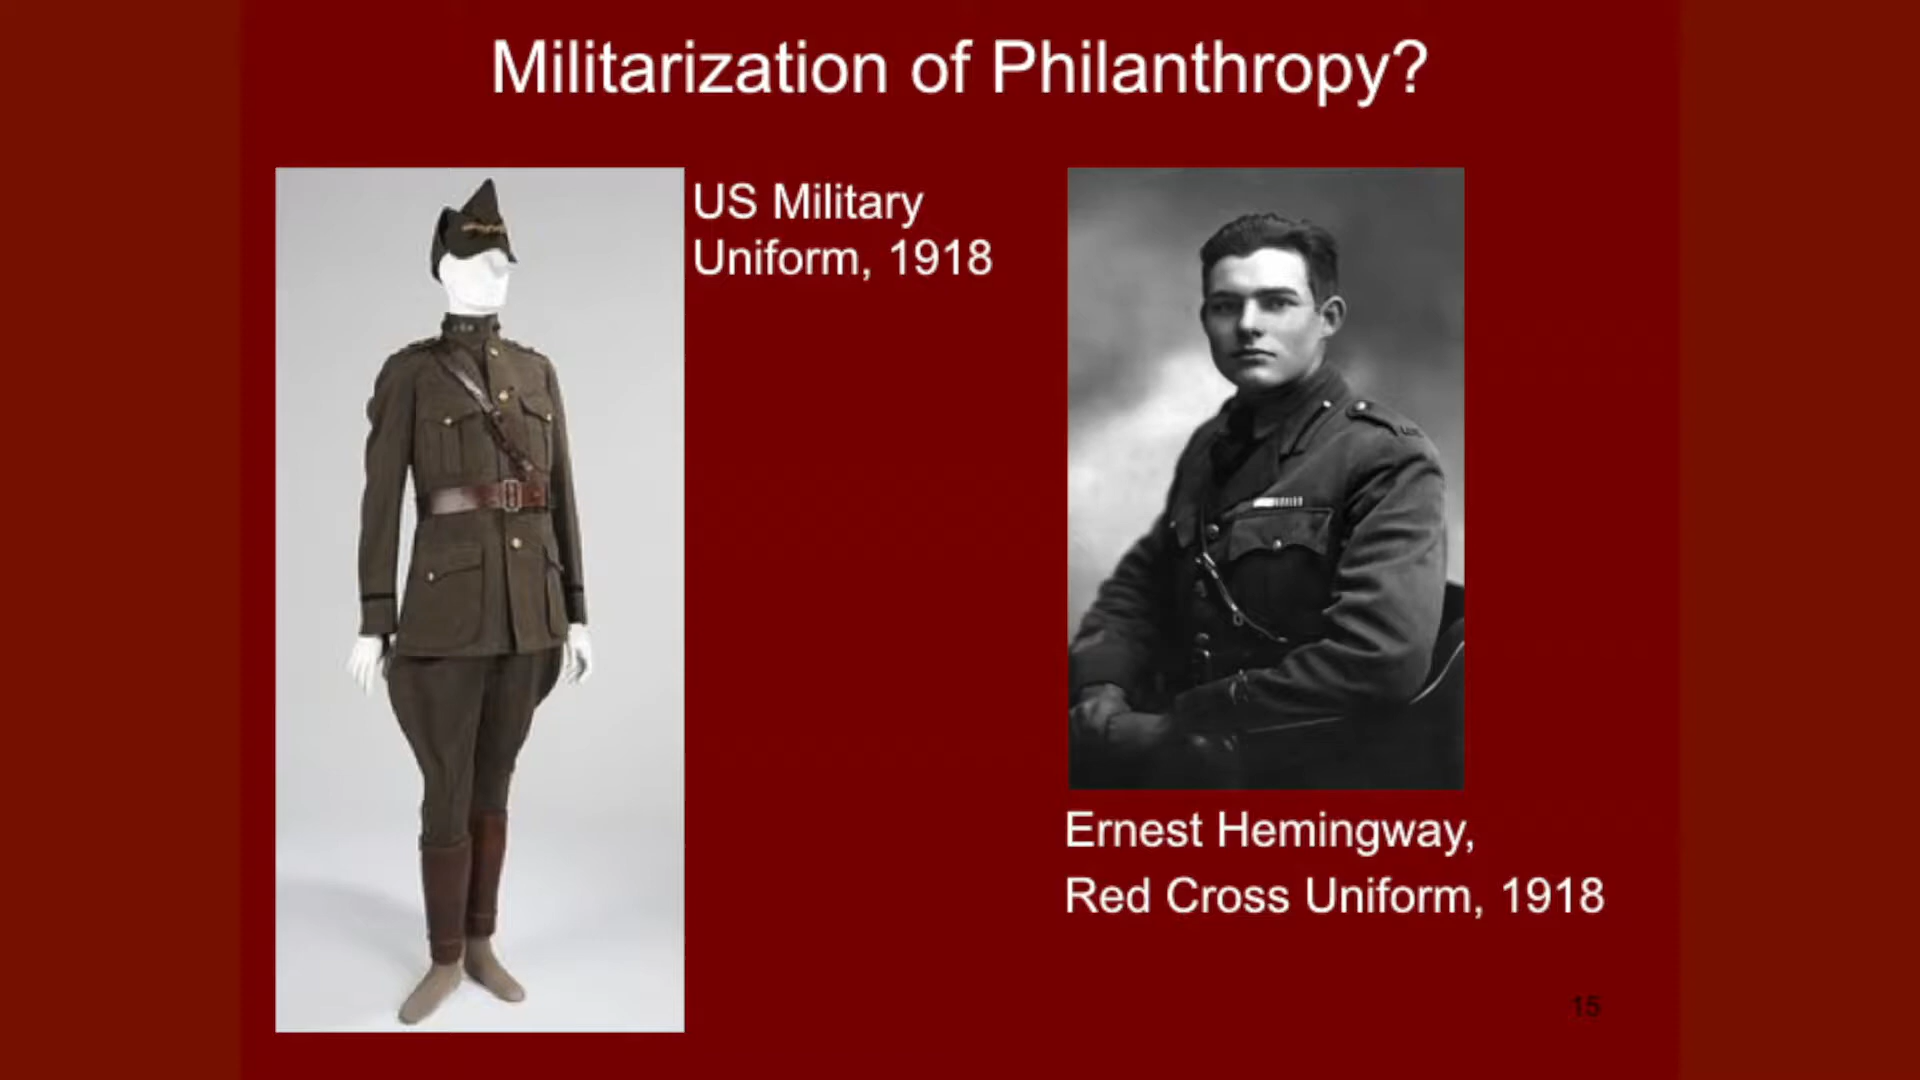 Militarization of Philanthropy?
US Military
Uniform, 1918
Ernest Hemingway,
Red Cross Uniform, 1918
15